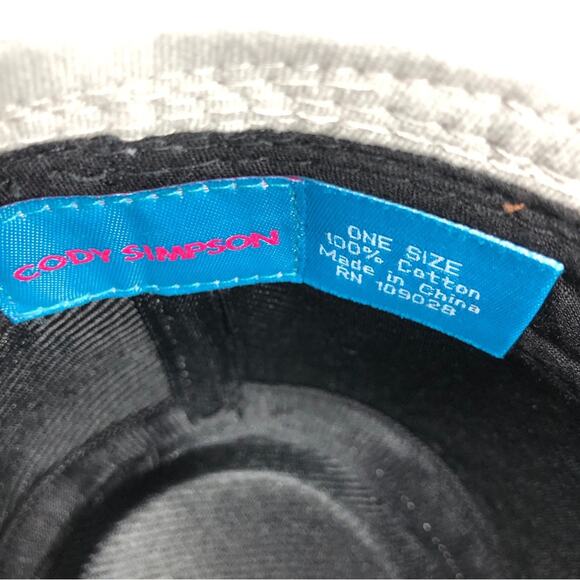 CODY SIMPSON
ONE SIZE
100% Cotton
Made in China
RN 109028